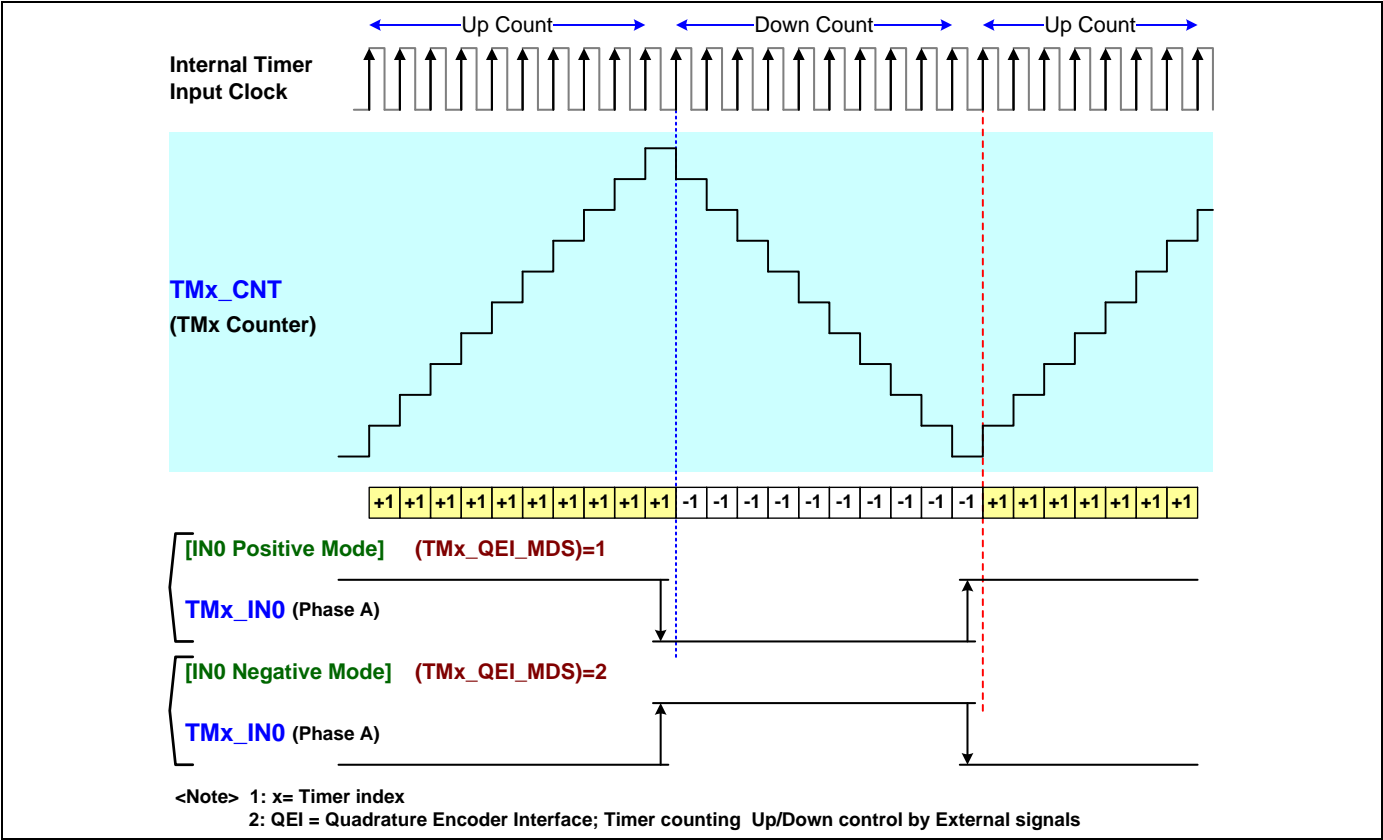 Up Count Down Count Up Count
Internal Timer
Input Clock
TMx_CNT
(TMx Counter)
+1 +1 +1 +1 +1 +1 +1 +1 +1 +1 -1 -1 -1 -1 -1 -1 -1 -1 -1 -1 +1 +1 +1 +1 +1 +1 +1
[IN0 Positive Mode] (TMx_QEI_MDS)=1
TMx_IN0 (Phase A)
[IN0 Negative Mode] (TMx_QEI_MDS)=2
TMx_IN0 (Phase A)
<Note> 1: x= Timer index
2: QEI = Quadrature Encoder Interface; Timer counting Up/Down control by External signals